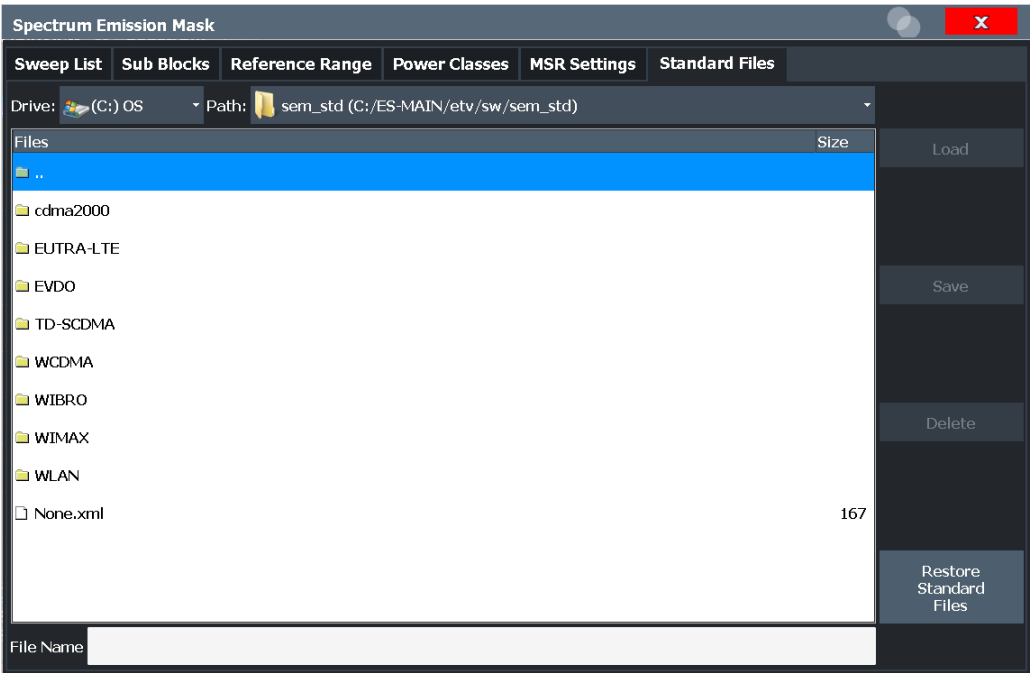 Spectrum Emission Mask X
Sweep List Sub Blocks Reference Range Power Classes MSR Settings Standard Files
Drive: (C:) OS Path: sem_std (C:/ES-MAIN/etv/sw/sem_std)
Files Size
Load
..
cdma2000
EUTRA-LTE
EVDO
Save
TD-SCDMA
WCDMA
WIBRO
Delete
WIMAX
WLAN
None.xml 167
Restore
Standard
Files
File Name